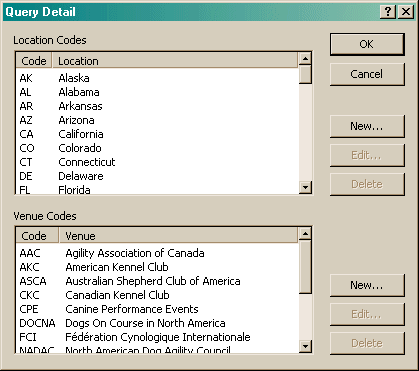 Query Detail
Location Codes
Code Location
AK Alaska
AL Alabama
AR Arkansas
AZ Arizona
CA California
CO Colorado
CT Connecticut
DE Delaware
FL Florida
OK
Cancel
New...
Edit...
Delete
Venue Codes
Code Venue
AAC Agility Association of Canada
AKC American Kennel Club
ASCA Australian Shepherd Club of America
CKC Canadian Kennel Club
CPE Canine Performance Events
DOCNA Dogs On Course in North America
FCI Fédération Cynologique Internationale
NADAC North American Dog Agility Council
New...
Edit...
Delete